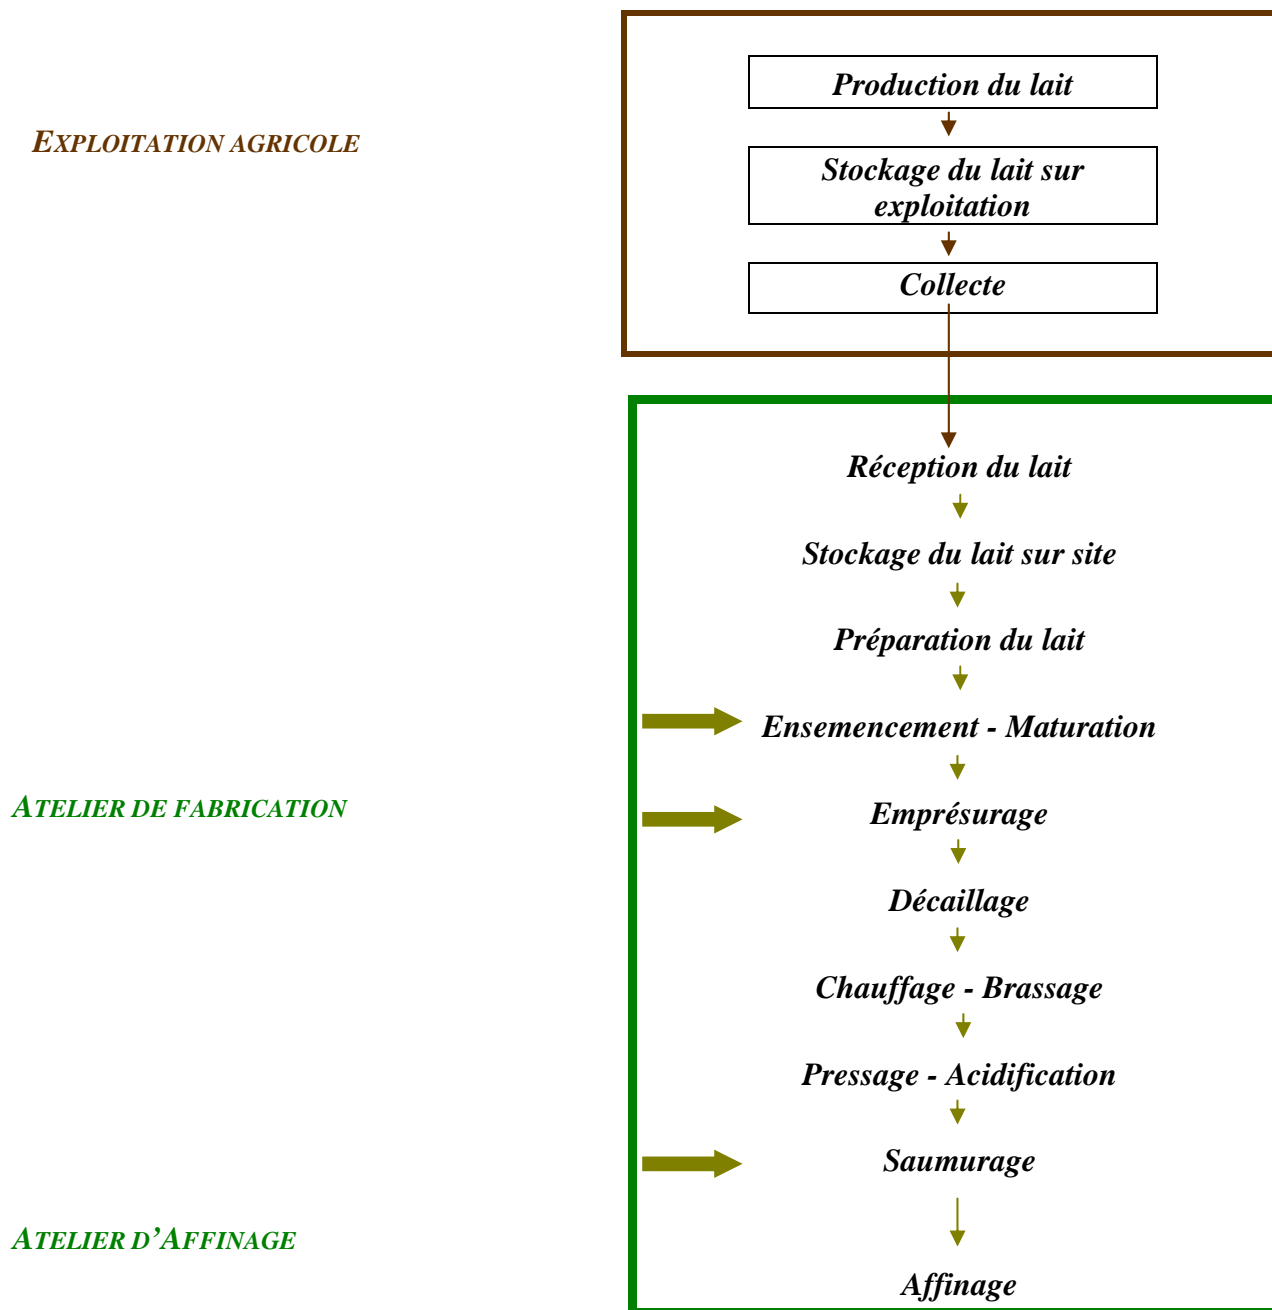 Production du lait
EXPLOITATION AGRICOLE
Stockage du lait sur
exploitation
Collecte
Réception du lait
Stockage du lait sur site
Préparation du lait
Ensemencement - Maturation
ATELIER DE FABRICATION
Emprésurage
Décaillage
Chauffage - Brassage
Pressage - Acidification
Saumurage
ATELIER D’AFFINAGE
Affinage